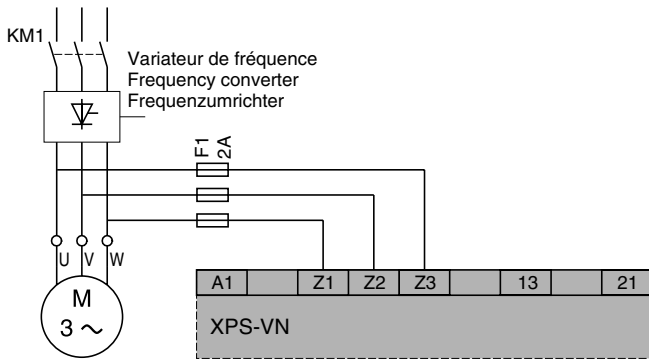 KM1
Variateur de fréquence
Frequency converter
Frequenzumrichter
F1
2A
U V W
M
3 ~
A1 Z1 Z2 Z3 13 21
XPS-VN